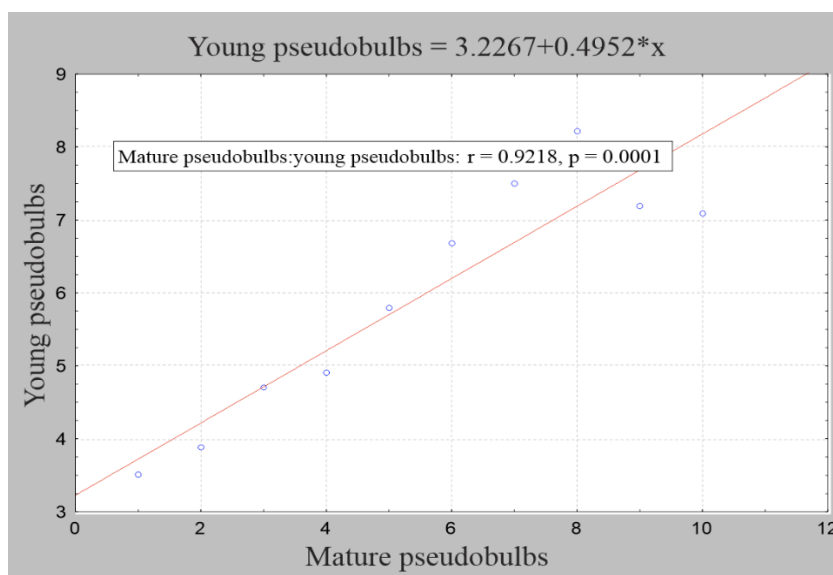 Young pseudobulbs = 3.2267+0.4952*x
9
8
Mature pseudobulbs:young pseudobulbs: r = 0.9218, p = 0.0001
7
6
5
4
3
Young pseudobulbs
0 2 4 6 8 10 12
Mature pseudobulbs